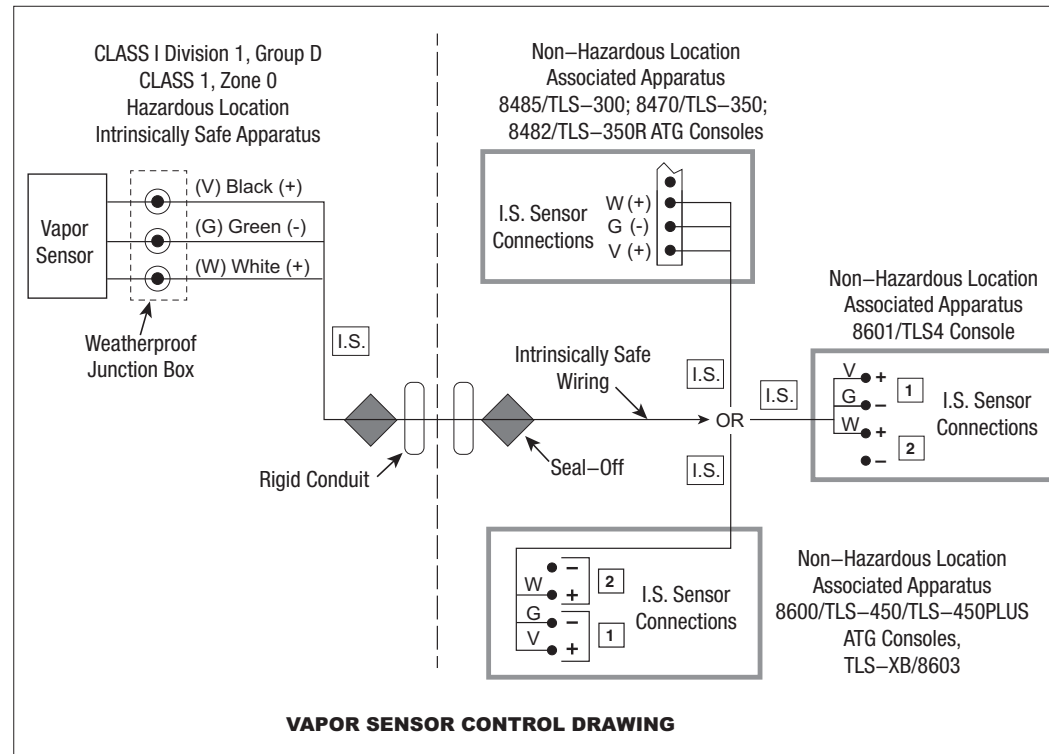 CLASS I Division 1, Group D
CLASS 1, Zone 0
Hazardous Location
Intrinsically Safe Apparatus
Vapor
Sensor
(V) Black (+)
(G) Green (-)
(W) White (+)
Weatherproof
Junction Box
I.S.
Rigid Conduit
Seal–Off
Intrinsically Safe
Wiring
Non–Hazardous Location
Associated Apparatus
8485/TLS–300; 8470/TLS–350;
8482/TLS–350R ATG Consoles
I.S. Sensor
Connections
W (+)
G (-)
V (+)
I.S.
OR
I.S.
I.S.
Non–Hazardous Location
Associated Apparatus
8601/TLS4 Console
V +
G –
W +
–
1
2
I.S. Sensor
Connections
–
W +
G –
V +
2
1
I.S. Sensor
Connections
Non–Hazardous Location
Associated Apparatus
8600/TLS–450/TLS–450PLUS
ATG Consoles,
TLS–XB/8603
VAPOR SENSOR CONTROL DRAWING